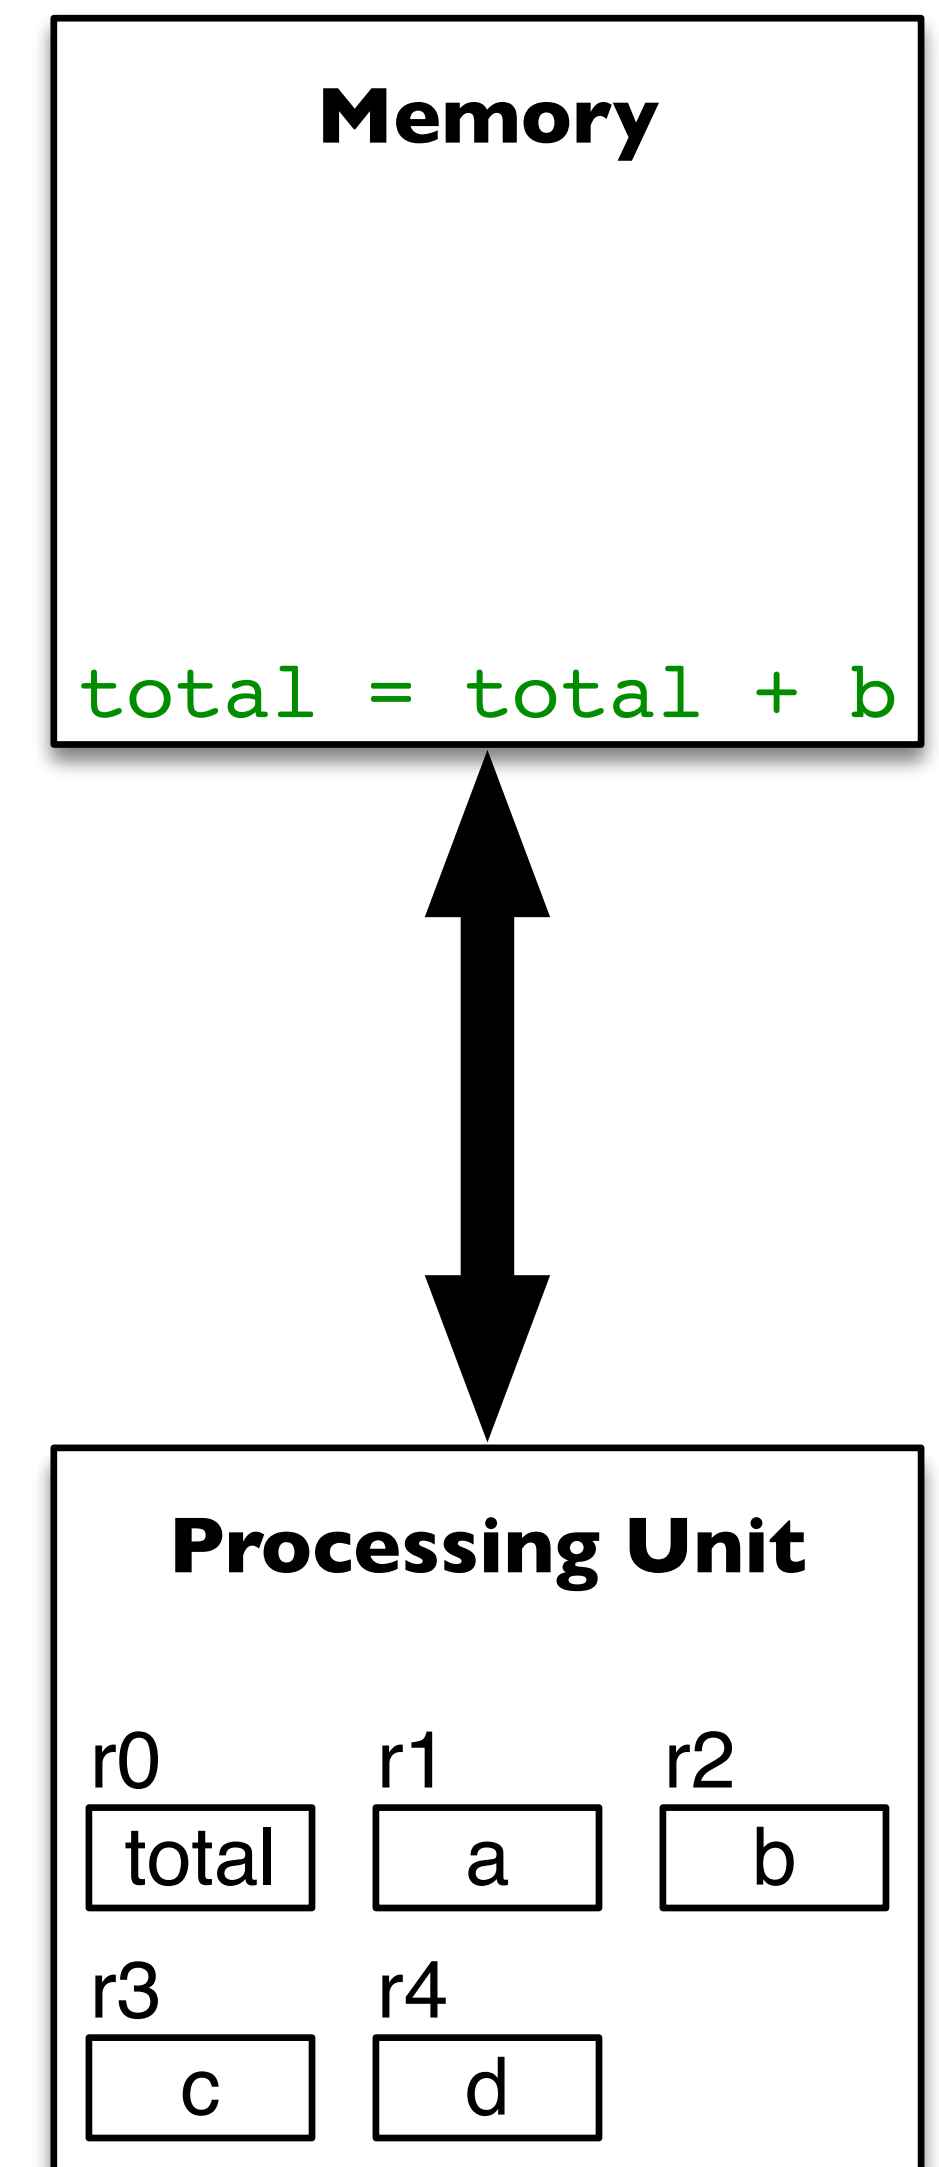 Memory
total = total + b
Processing Unit
r0 r1 r2
total a b
r3 r4
c d